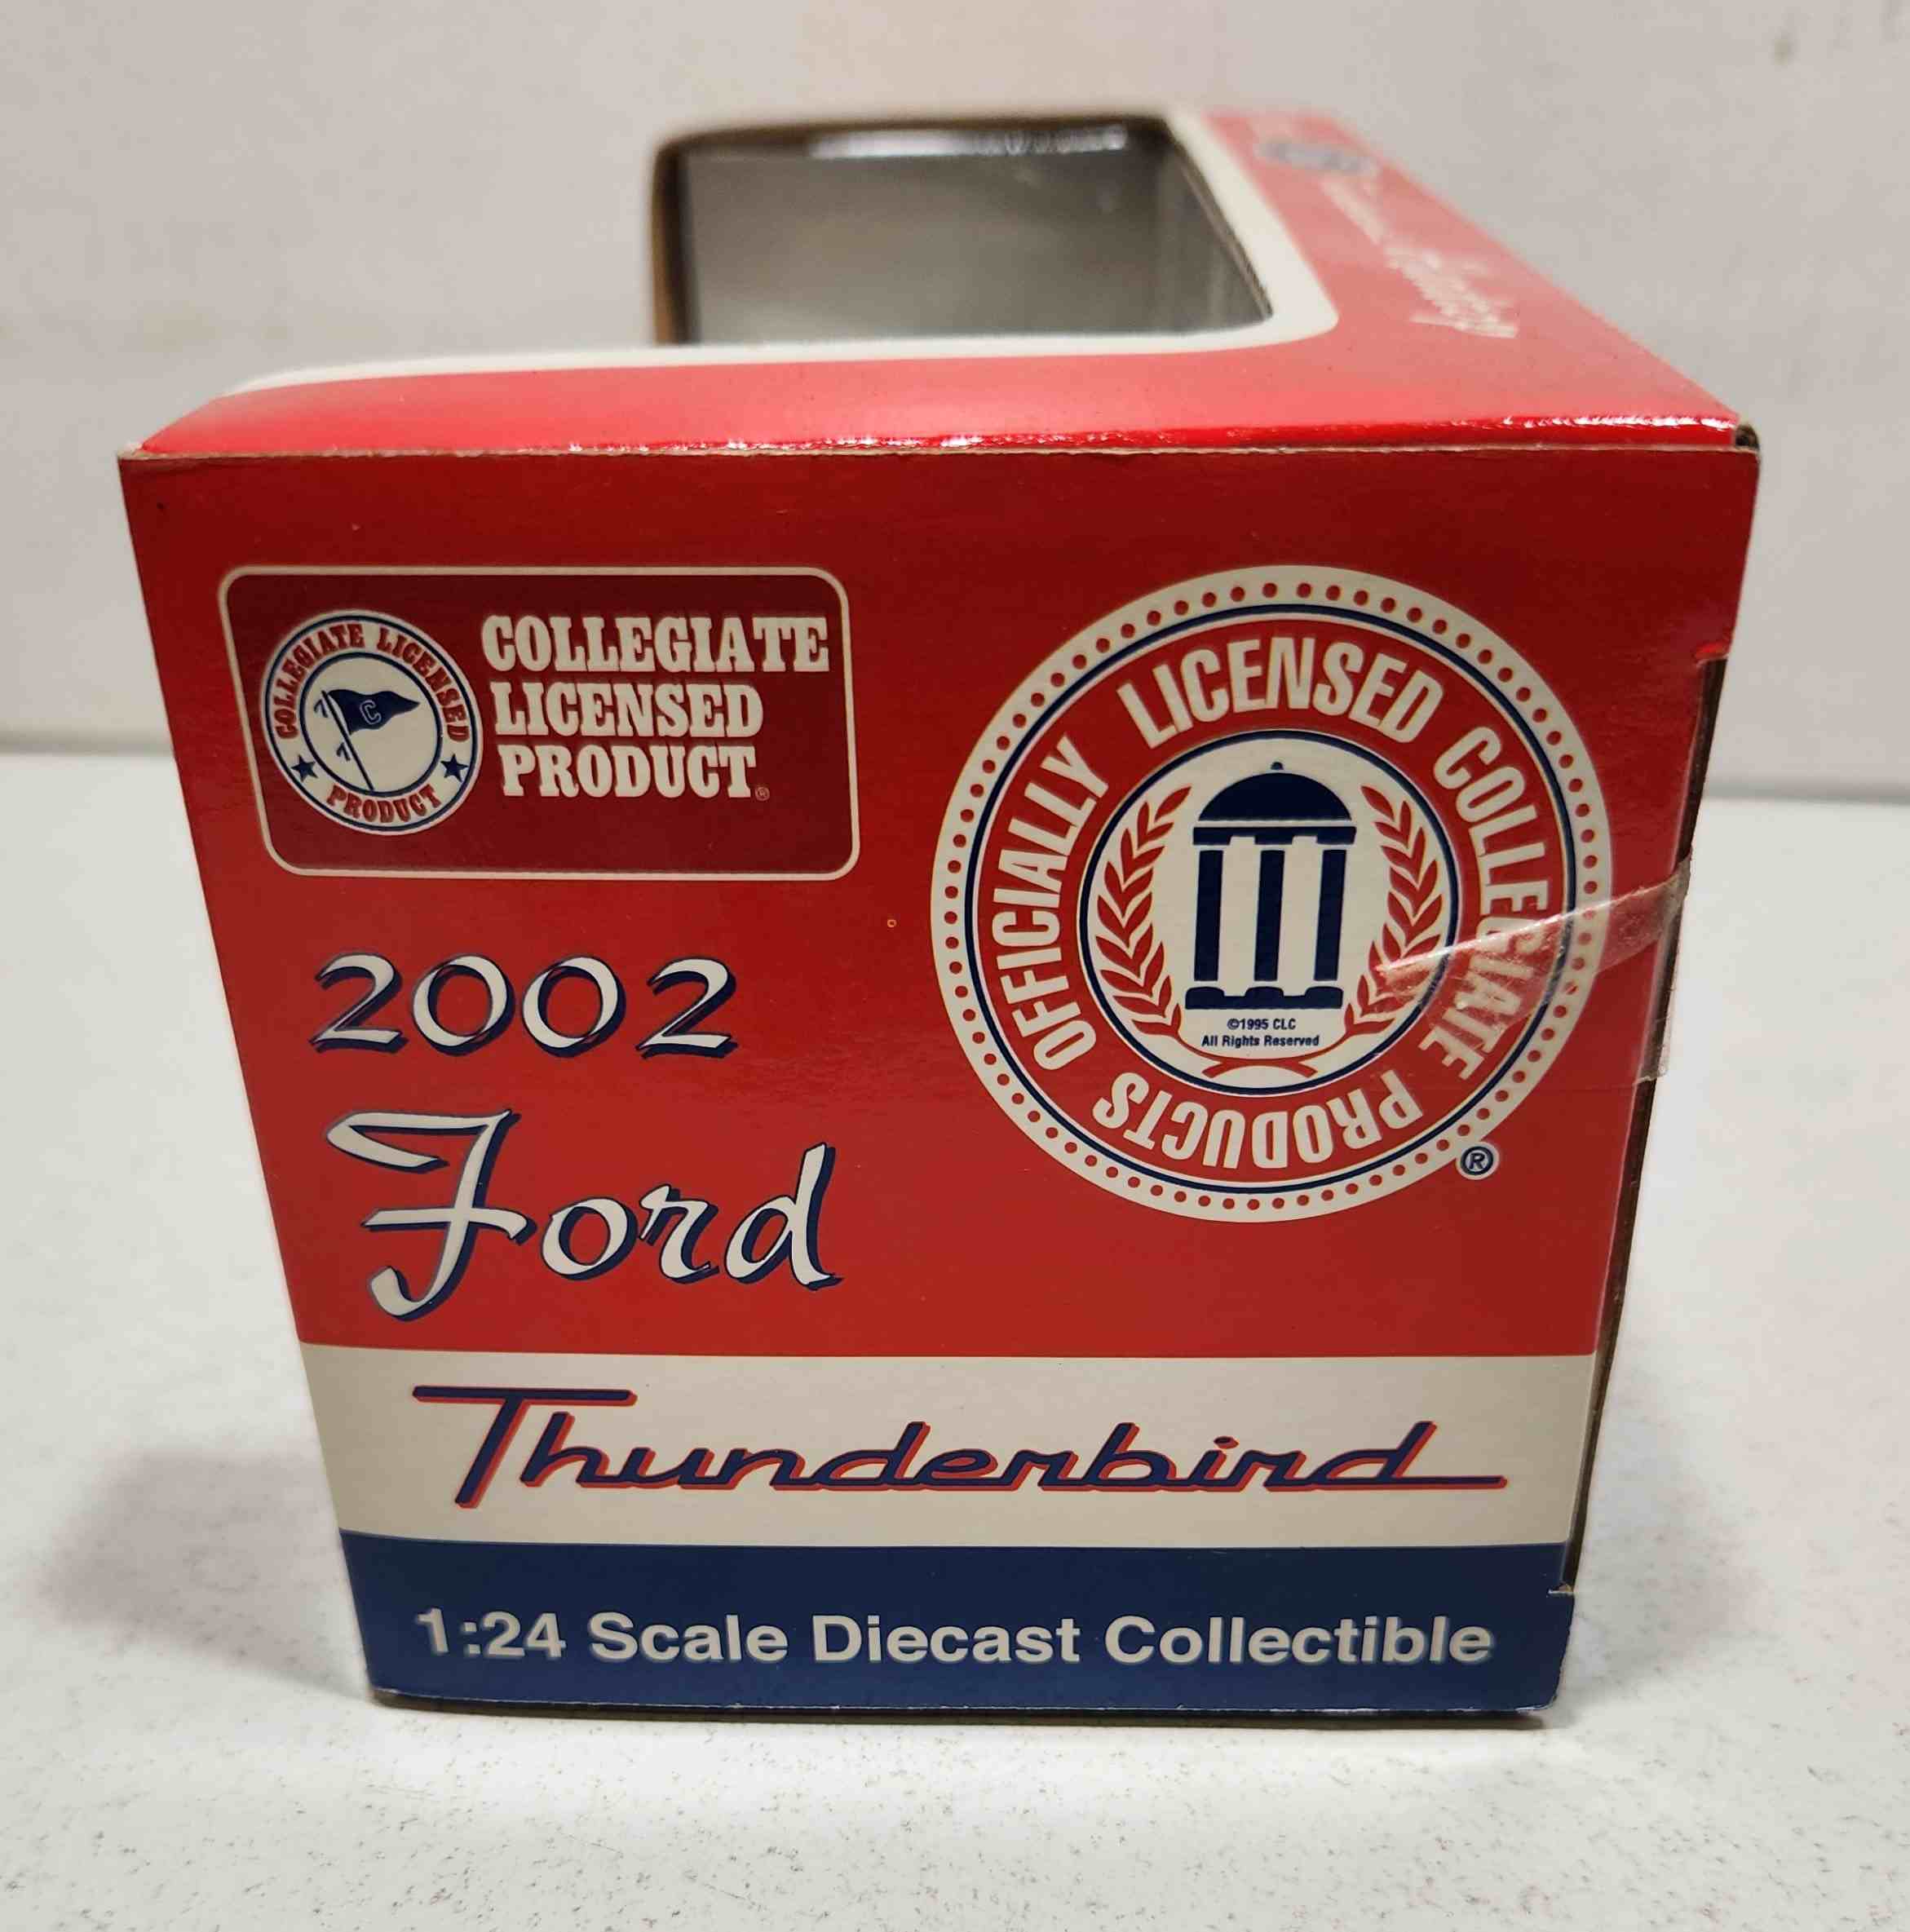 COLLEGIATE LICENSED
C
PRODUCT
COLLEGIATE
LICENSED
PRODUCT®
OFFICIALLY LICENSED COLLEGIATE PRODUCTS
©1995 CLC
All Rights Reserved
®
2002
Ford
Thunderbird
1:24 Scale Diecast Collectible